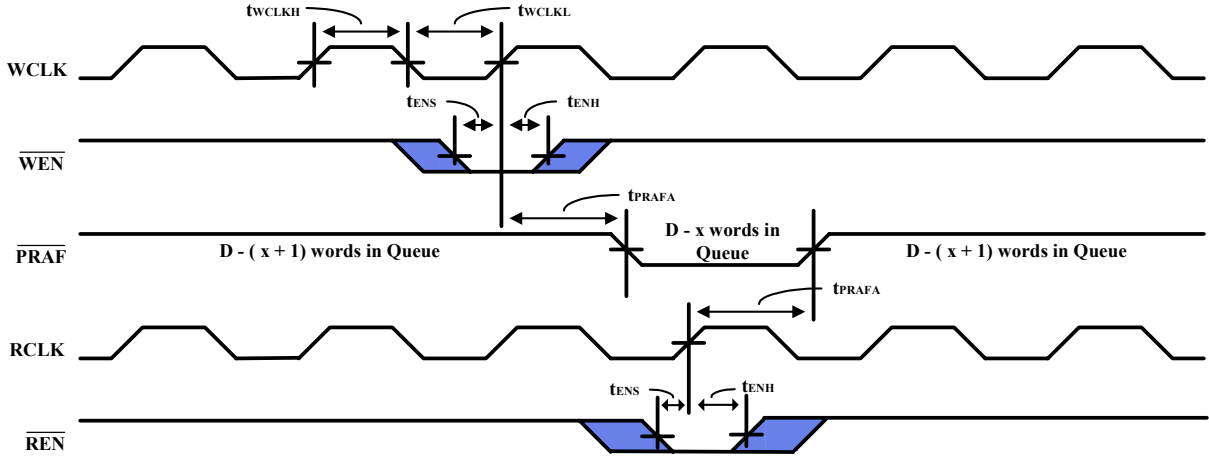 tWCLKH
tWCLKL
WCLK
tENS
tENH
WEN
tPRAFA
PRAF
D - ( x + 1) words in Queue
D - x words in
Queue
D - ( x + 1) words in Queue
tPRAFA
RCLK
tENS
tENH
REN